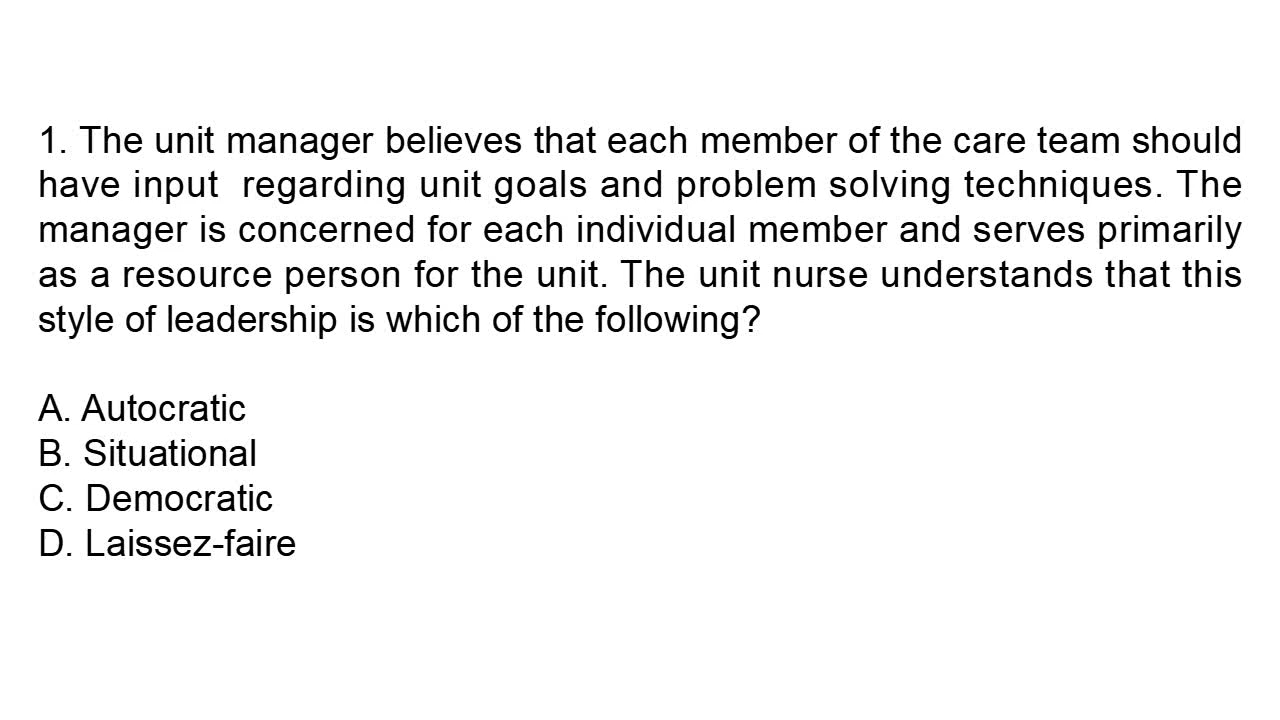 1. The unit manager believes that each member of the care team should
have input  regarding unit goals and problem solving techniques. The
manager is concerned for each individual member and serves primarily
as a resource person for the unit. The unit nurse understands that this
style of leadership is which of the following?
A. Autocratic
B. Situational
C. Democratic
D. Laissez-faire